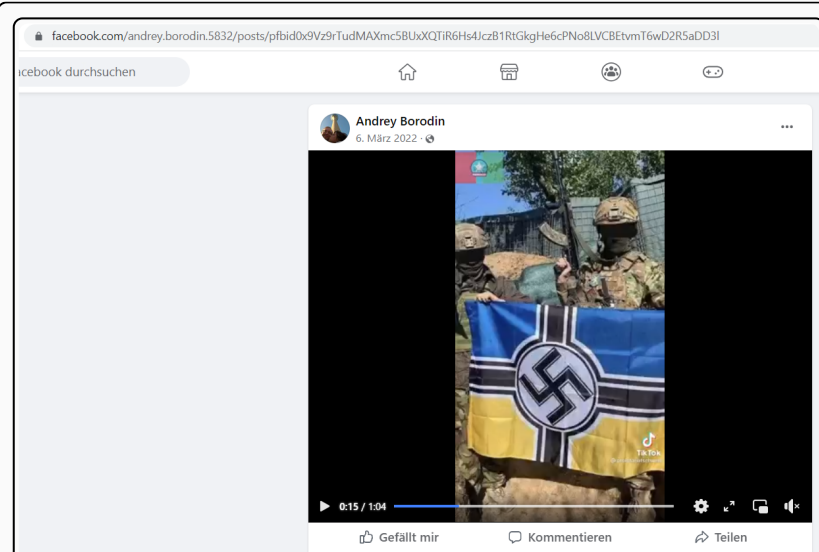 facebook.com/andrey.borodin.5832/posts/pfbid0x9Vz9rTudMAXmc5BUxXQTiR6Hs4JczB1RtGkgHe6cPNo8LVCBEtvmT6wD2R5aDD3l
acebook durchsuchen
Andrey Borodin
6. März 2022
TikTok
0:15 / 1:04
Gefällt mir
Kommentieren
Teilen